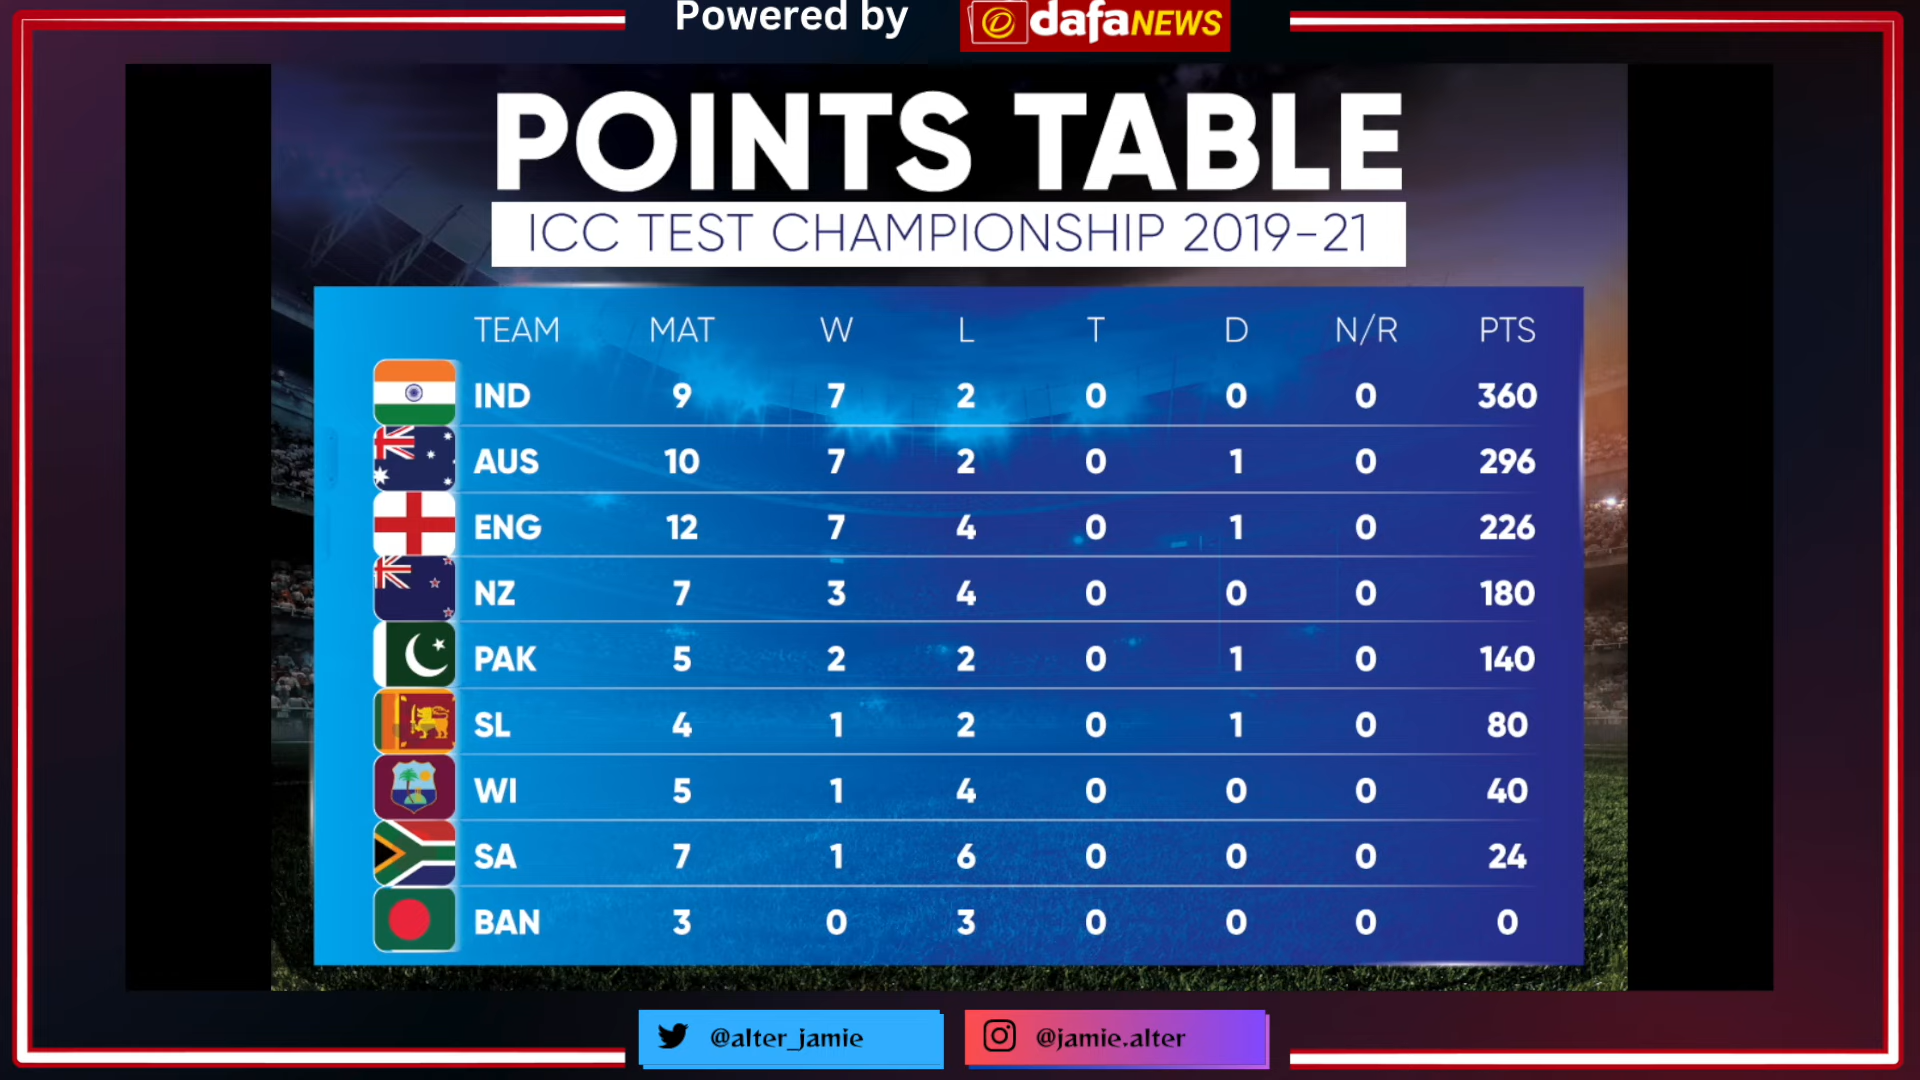 Powered by dafaNEWS
POINTS TABLE
ICC TEST CHAMPIONSHIP 2019-21
TEAM MAT W L T D N/R PTS
IND 9 7 2 0 0 0 360
AUS 10 7 2 0 1 0 296
ENG 12 7 4 0 1 0 226
NZ 7 3 4 0 0 0 180
PAK 5 2 2 0 1 0 140
SL 4 1 2 0 1 0 80
WI 5 1 4 0 0 0 40
SA 7 1 6 0 0 0 24
BAN 3 0 3 0 0 0 0
@alter_jamie @jamie.alter